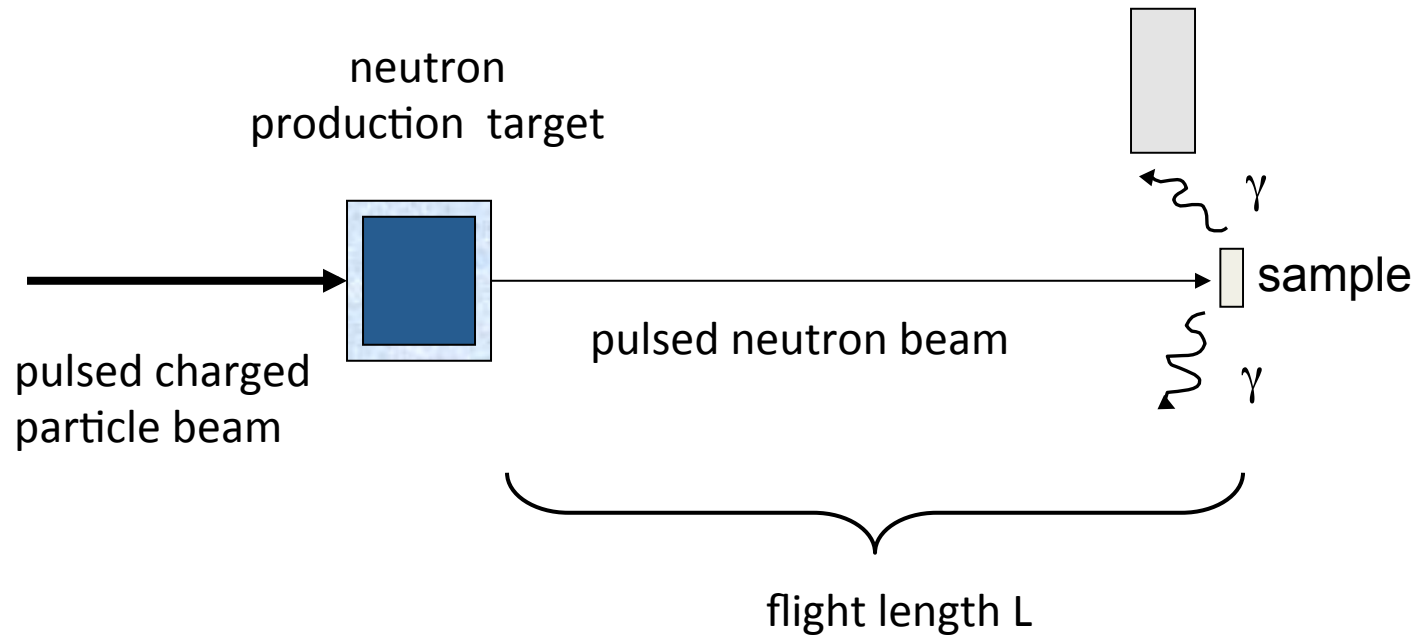 neutron
production target
γ
sample
pulsed neutron beam
γ
pulsed charged
particle beam
flight length L